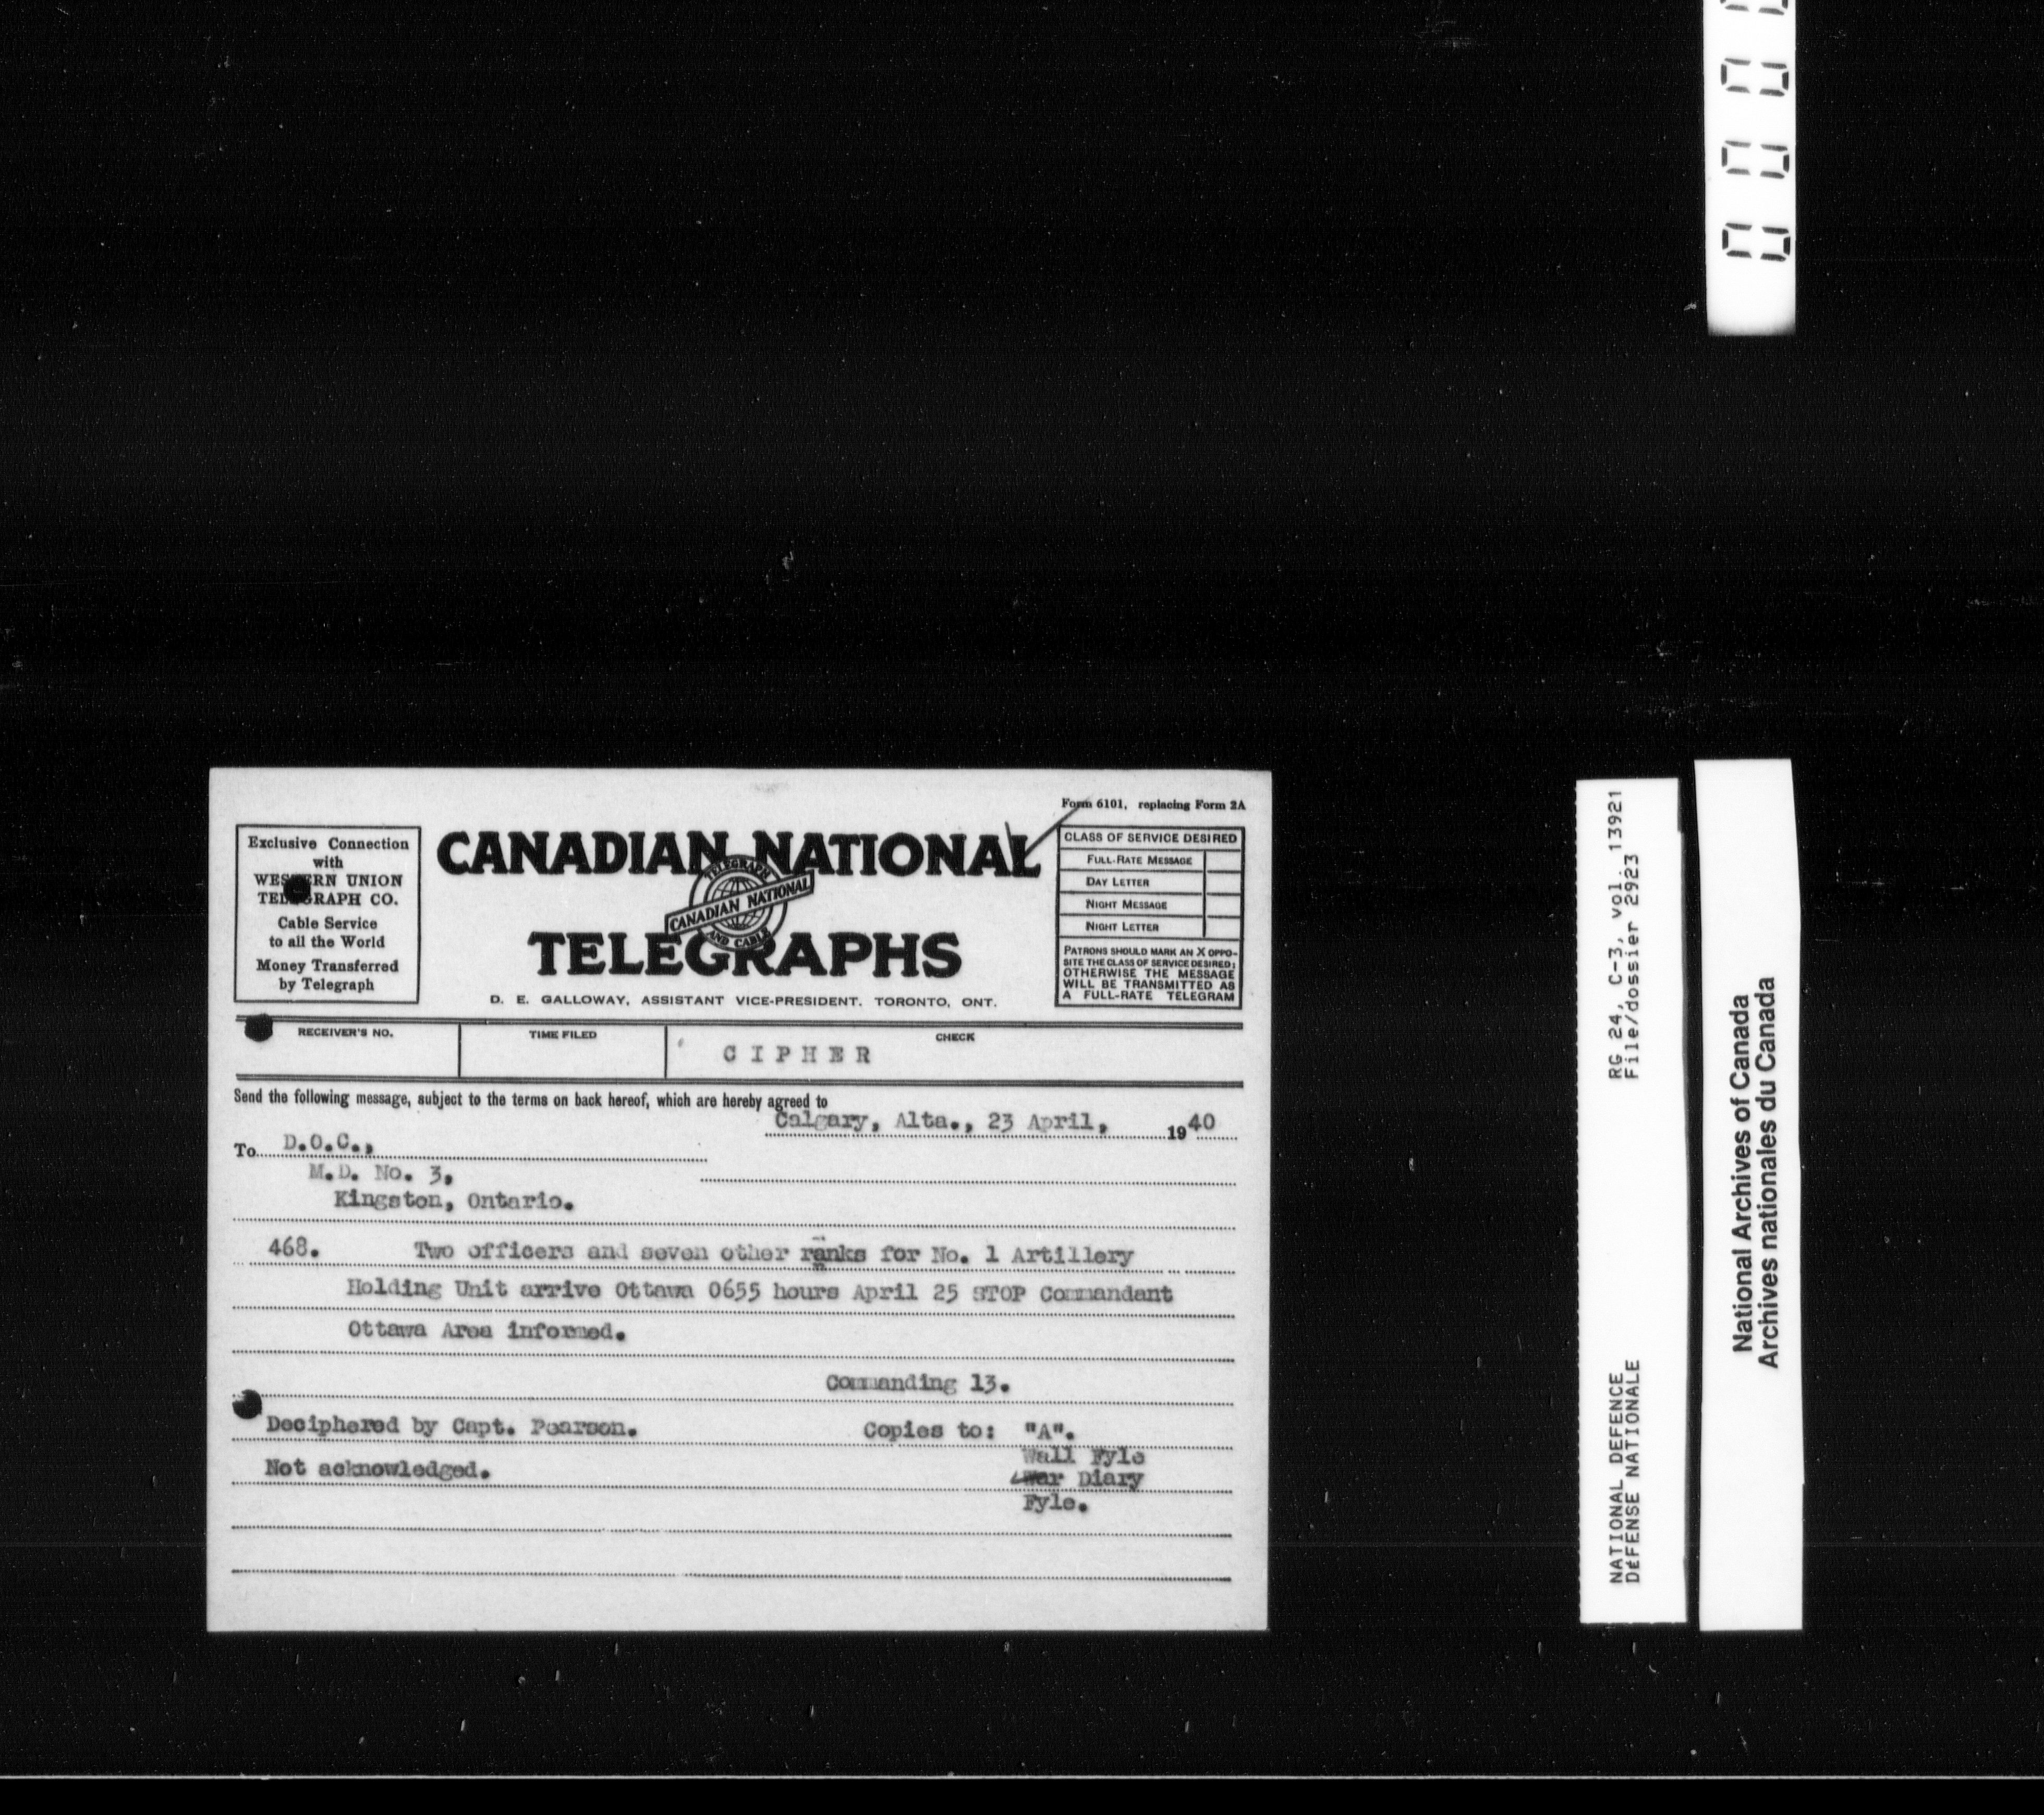 Form 6101, replacing Form 2A
Exclusive Connection
with
WESTERN UNION
TELEGRAPH CO.
Cable Service
to all the World
Money Transferred
by Telegraph
CANADIAN NATIONAL
TELEGRAPH
CANADIAN NATIONAL
AND CABLE
TELEGRAPHS
D. E. GALLOWAY, ASSISTANT VICE-PRESIDENT, TORONTO, ONT.
CLASS OF SERVICE DESIRED
FULL-RATE MESSAGE
DAY LETTER
NIGHT MESSAGE
NIGHT LETTER
PATRONS SHOULD MARK AN X OPPO-
SITE THE CLASS OF SERVICE DESIRED;
OTHERWISE THE MESSAGE
WILL BE TRANSMITTED AS
A FULL-RATE TELEGRAM
RECEIVER'S NO. TIME FILED CHECK
CIPHER
Send the following message, subject to the terms on back hereof, which are hereby agreed to
Calgary, Alta., 23 April, 1940
To D.O.C.,
M.D. No. 3,
Kingston, Ontario.
468. Two officers and seven other ranks for No. 1 Artillery
Holding Unit arrive Ottawa 0655 hours April 25 STOP Commandant
Ottawa Area informed.
Commanding 13.
Deciphered by Capt. Pearson. Copies to: "A".
Wall Fyle
Not acknowledged. War Diary
Fyle.
RG 24, C-3, vol. 13921
File/dossier 2923
NATIONAL DEFENCE
DéFENSE NATIONALE
National Archives of Canada
Archives nationales du Canada